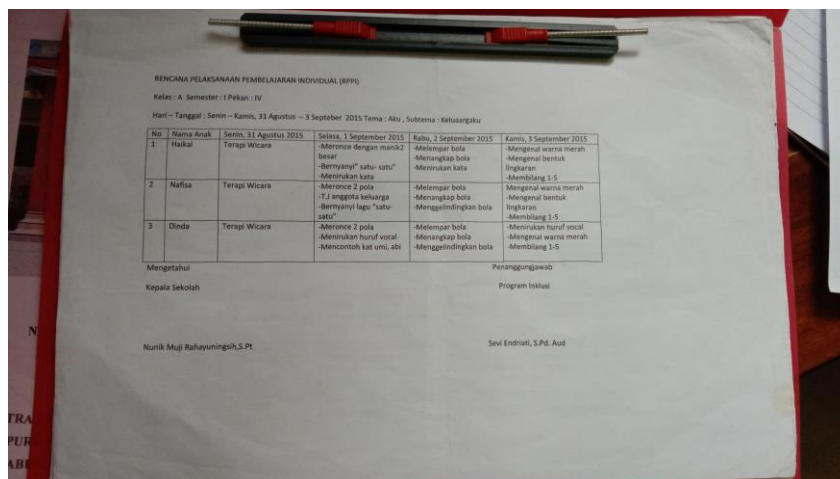 RENCANA PELAKSANAAN PEMBELAJARAN INDIVIDUAL (RPPI)
Kelas : A Semester : I Pekan : IV
Hari – Tanggal : Senin – Kamis, 31 Agustus – 3 Septeber 2015 Tema : Aku , Subtema : Keluaargaku
No Nama Anak Senin, 31 Agustus 2015 Selasa, 1 September 2015 Rabu, 2 September 2015 Kamis, 3 September 2015
1 Haikal Terapi Wicara -Meronce dengan manik2 -Melempar bola -Mengenal warna merah
besar -Menangkap bola -Mengenal bentuk
-Bernyanyi" satu- satu" -Menirukan kata lingkaran
-Menirukan kata -Membilang 1-5
2 Nafisa Terapi Wicara -Meronce 2 pola -Melempar bola Mengenal warna merah
-T.J anggota keluarga -Menangkap bola -Mengenal bentuk
-Bernyanyi lagu "satu- -Menggelindingkan bola lingkaran
satu" -Membilang 1-5
3 Dinda Terapi Wicara -Meronce 2 pola -Melempar bola -Menirukan huruf vocal
-Menirukan huruf vocal -Menangkap bola -Mengenal warna merah
-Mencontoh kat umi, abi -Menggelindingkan bola -Membilang 1-5
Mengetahui Penanggungjawab
Kepala Sekolah Program Inklusi
Nunik Muji Rahayuningsih,S.Pt Sevi Endriati, S.Pd. Aud
N
TRA
PUR
ABU